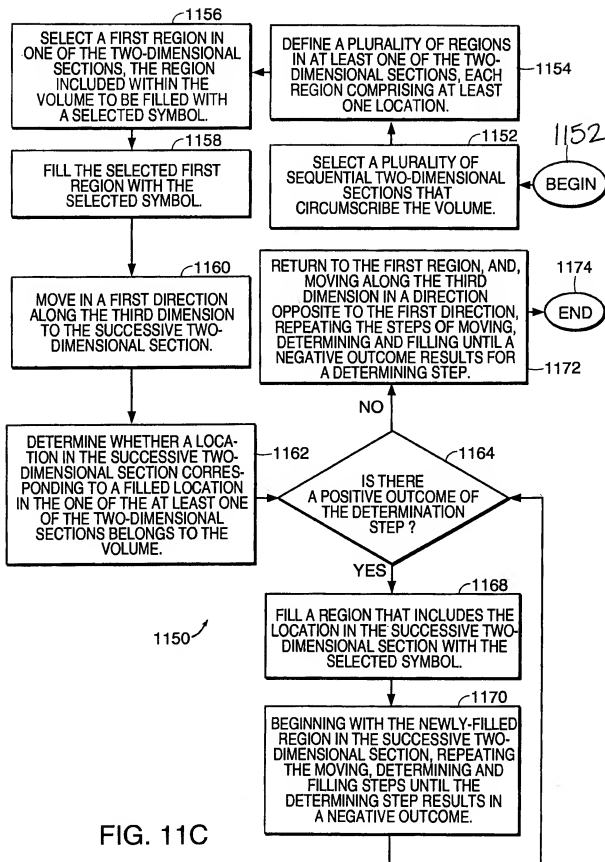 1152
BEGIN
1152
SELECT A PLURALITY OF
SEQUENTIAL TWO-DIMENSIONAL
SECTIONS THAT
CIRCUMSCRIBE THE VOLUME.
1154
DEFINE A PLURALITY OF REGIONS
IN AT LEAST ONE OF THE TWO-
DIMENSIONAL SECTIONS, EACH
REGION COMPRISING AT LEAST
ONE LOCATION.
1156
SELECT A FIRST REGION IN
ONE OF THE TWO-DIMENSIONAL
SECTIONS, THE REGION
INCLUDED WITHIN THE
VOLUME TO BE FILLED WITH
A SELECTED SYMBOL.
1158
FILL THE SELECTED FIRST
REGION WITH THE
SELECTED SYMBOL.
1160
MOVE IN A FIRST DIRECTION
ALONG THE THIRD DIMENSION
TO THE SUCCESSIVE TWO-
DIMENSIONAL SECTION.
1162
DETERMINE WHETHER A LOCA-
TION IN THE SUCCESSIVE TWO-
DIMENSIONAL SECTION CORRES-
PONDING TO A FILLED LOCATION
IN THE ONE OF THE AT LEAST ONE
OF THE TWO-DIMENSIONAL
SECTIONS BELONGS TO THE
VOLUME.
1164
IS THERE
A POSITIVE OUTCOME OF
THE DETERMINATION
STEP ?
NO
RETURN TO THE FIRST REGION, AND,
MOVING ALONG THE THIRD
DIMENSION IN A DIRECTION
OPPOSITE TO THE FIRST DIRECTION,
REPEATING THE STEPS OF MOVING,
DETERMINING AND FILLING UNTIL A
NEGATIVE OUTCOME RESULTS FOR
A DETERMINING STEP.
1172
1174
END
YES
1168
FILL A REGION THAT INCLUDES THE
LOCATION IN THE SUCCESSIVE TWO-
DIMENSIONAL SECTION WITH THE
SELECTED SYMBOL.
1170
BEGINNING WITH THE NEWLY-FILLED
REGION IN THE SUCCESSIVE TWO-
DIMENSIONAL SECTION, REPEATING
THE MOVING, DETERMINING AND
FILLING STEPS UNTIL THE
DETERMINING STEP RESULTS IN
A NEGATIVE OUTCOME.
1150
FIG. 11C